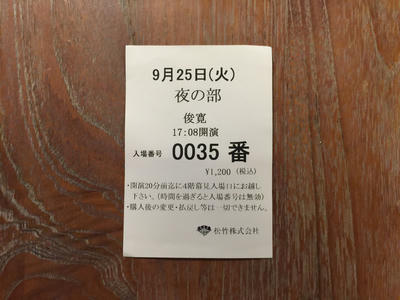 9月25日(火)
夜の部
俊寛
17:08開演
入場番号 0035 番
¥1,200 (税込)
・開演20分前迄に4階幕見入場口にお越し
下さい。(時間を過ぎると入場番号は無効)
・購入後の変更・払戻し等は一切できません。
松竹株式会社